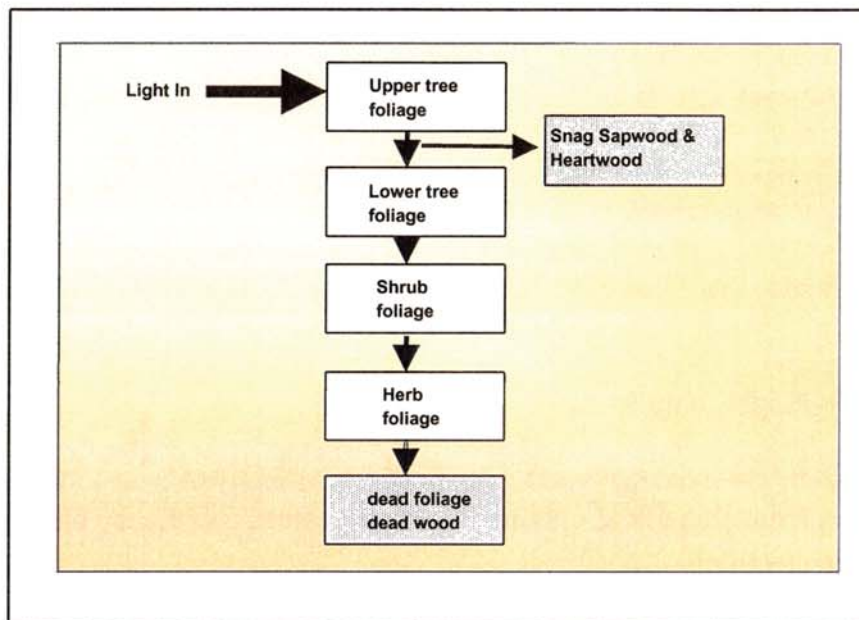 Light In
Upper tree
foliage
Snag Sapwood &
Heartwood
Lower tree
foliage
Shrub
foliage
Herb
foliage
dead foliage
dead wood